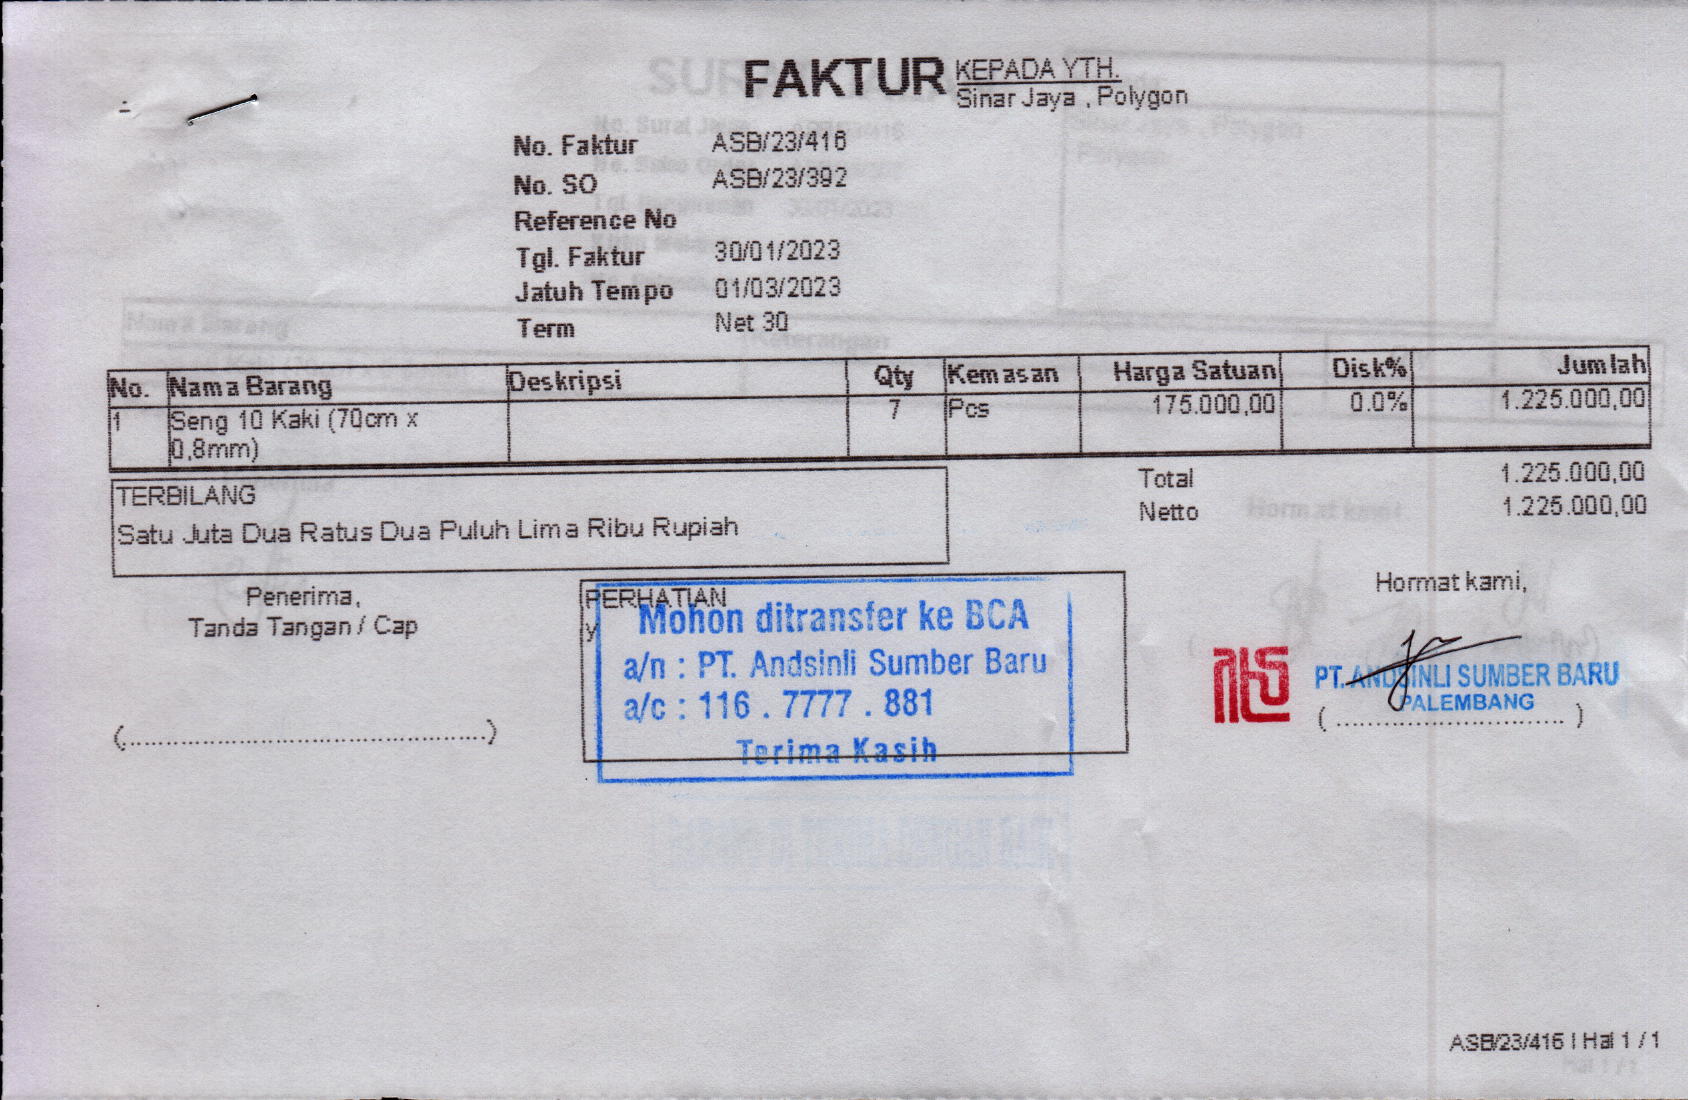 FAKTUR
KEPADA YTH.
Sinar Jaya , Polygon
No. Faktur ASB/23/416
No. SO ASB/23/392
Reference No
Tgl. Faktur 30/01/2023
Jatuh Tempo 01/03/2023
Term Net 30
No. Nama Barang Deskripsi Qty Kemasan Harga Satuan Disk% Jumlah
1 Seng 10 Kaki (70cm x 7 Pcs 175.000,00 0.0% 1.225.000,00
0,8mm)
Total 1.225.000,00
Netto 1.225.000,00
TERBILANG
Satu Juta Dua Ratus Dua Puluh Lima Ribu Rupiah
Penerima,
Tanda Tangan / Cap
(................................................)
PERHATIAN
y
Mohon ditransfer ke BCA
a/n : PT. Andsinli Sumber Baru
a/c : 116 . 7777 . 881
Terima Kasih
Hormat kami,
PT. ANDSINLI SUMBER BARU
PALEMBANG
(..............................)
ASB/23/416 | Hal 1 / 1